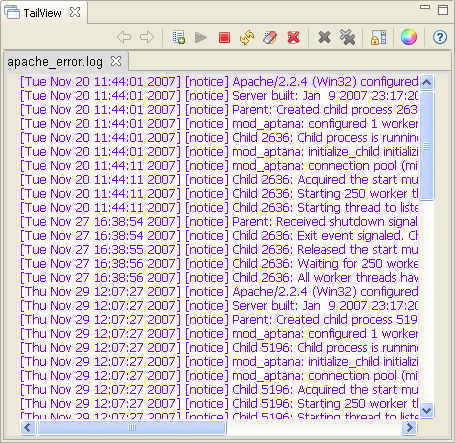 TailView
apache_error.log
[Tue Nov 20 11:44:01 2007] [notice] Apache/2.2.4 (Win32) configured
[Tue Nov 20 11:44:01 2007] [notice] Server built: Jan 9 2007 23:17:20
[Tue Nov 20 11:44:01 2007] [notice] Parent: Created child process 263
[Tue Nov 20 11:44:01 2007] [notice] mod_aptana: configured 1 worker
[Tue Nov 20 11:44:01 2007] [notice] Child 2636: Child process is running
[Tue Nov 20 11:44:01 2007] [notice] mod_aptana: initialize_child initializi
[Tue Nov 20 11:44:11 2007] [notice] mod_aptana: connection pool (mi
[Tue Nov 20 11:44:11 2007] [notice] Child 2636: Acquired the start mu
[Tue Nov 20 11:44:11 2007] [notice] Child 2636: Starting 250 worker t
[Tue Nov 20 11:44:11 2007] [notice] Child 2636: Starting thread to liste
[Tue Nov 27 16:38:54 2007] [notice] Parent: Received shutdown signal
[Tue Nov 27 16:38:54 2007] [notice] Child 2636: Exit event signaled. C
[Tue Nov 27 16:38:55 2007] [notice] Child 2636: Released the start mu
[Tue Nov 27 16:38:56 2007] [notice] Child 2636: Waiting for 250 worke
[Tue Nov 27 16:38:56 2007] [notice] Child 2636: All worker threads hav
[Thu Nov 29 12:07:27 2007] [notice] Apache/2.2.4 (Win32) configured
[Thu Nov 29 12:07:27 2007] [notice] Server built: Jan 9 2007 23:17:20
[Thu Nov 29 12:07:27 2007] [notice] Parent: Created child process 519
[Thu Nov 29 12:07:27 2007] [notice] mod_aptana: configured 1 worker
[Thu Nov 29 12:07:27 2007] [notice] Child 5196: Child process is running
[Thu Nov 29 12:07:27 2007] [notice] mod_aptana: initialize_child initializi
[Thu Nov 29 12:07:27 2007] [notice] mod_aptana: connection pool (mi
[Thu Nov 29 12:07:27 2007] [notice] Child 5196: Acquired the start mu
[Thu Nov 29 12:07:27 2007] [notice] Child 5196: Starting 250 worker t
[Thu Nov 29 12:07:27 2007] [notice] Child 5196: Starting thread to liste